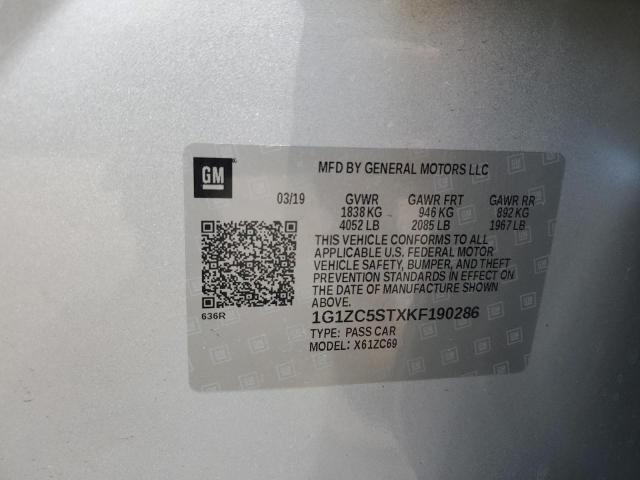 GM
MFD BY GENERAL MOTORS LLC
03/19 GVWR GAWR FRT GAWR RR
1838 KG 946 KG 892 KG
4052 LB 2085 LB 1967 LB
THIS VEHICLE CONFORMS TO ALL
APPLICABLE U.S. FEDERAL MOTOR
VEHICLE SAFETY, BUMPER, AND THEFT
PREVENTION STANDARDS IN EFFECT ON
THE DATE OF MANUFACTURE SHOWN
ABOVE.
636R
1G1ZC5STXKF190286
TYPE: PASS CAR
MODEL: X61ZC69